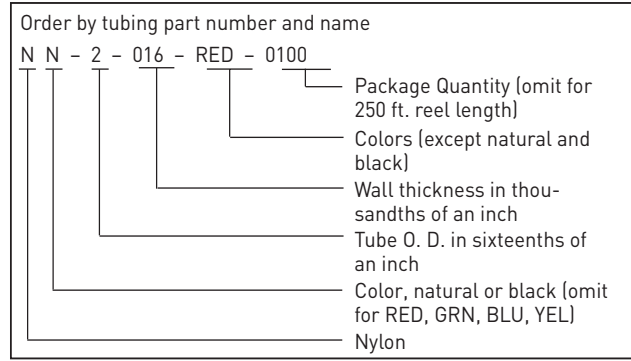 Order by tubing part number and name
N N – 2 – 016 – RED – 0100
Package Quantity (omit for
250 ft. reel length)
Colors (except natural and
black)
Wall thickness in thou-
sandths of an inch
Tube O. D. in sixteenths of
an inch
Color, natural or black (omit
for RED, GRN, BLU, YEL)
Nylon